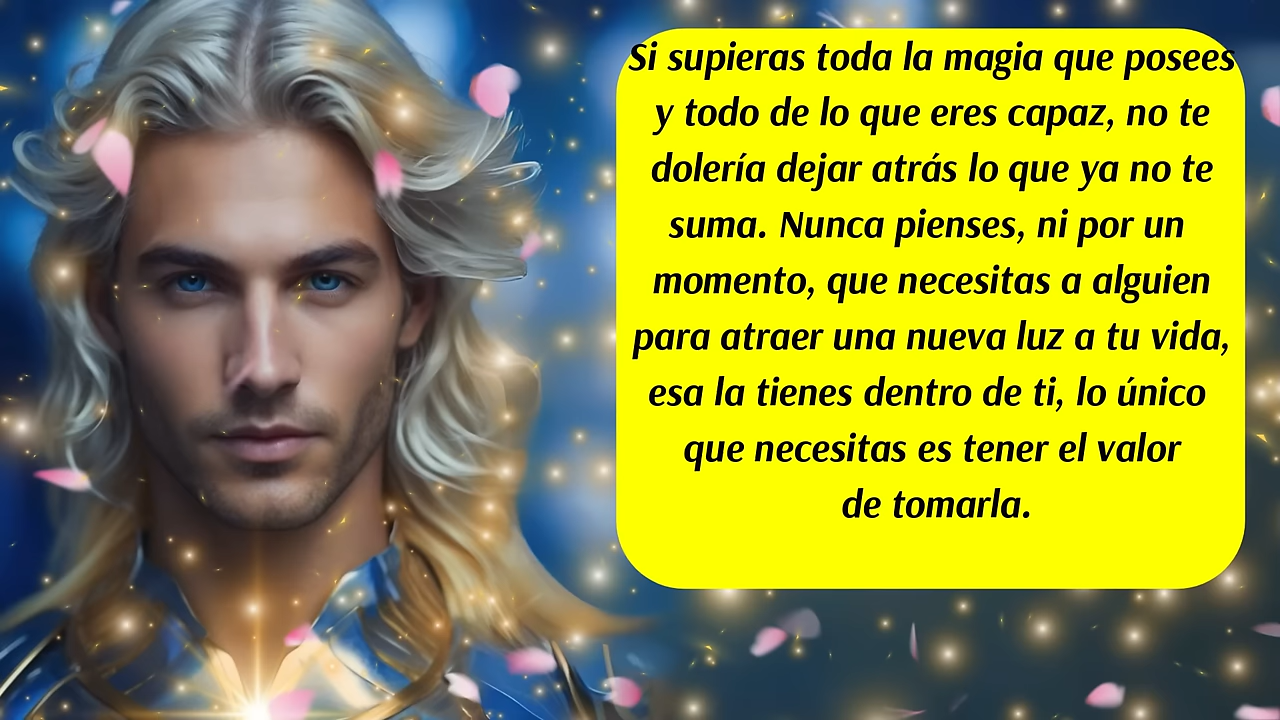 Si supieras toda la magia que posees
y todo de lo que eres capaz, no te
dolería dejar atrás lo que ya no te
suma. Nunca pienses, ni por un
momento, que necesitas a alguien
para atraer una nueva luz a tu vida,
esa la tienes dentro de ti, lo único
que necesitas es tener el valor
de tomarla.